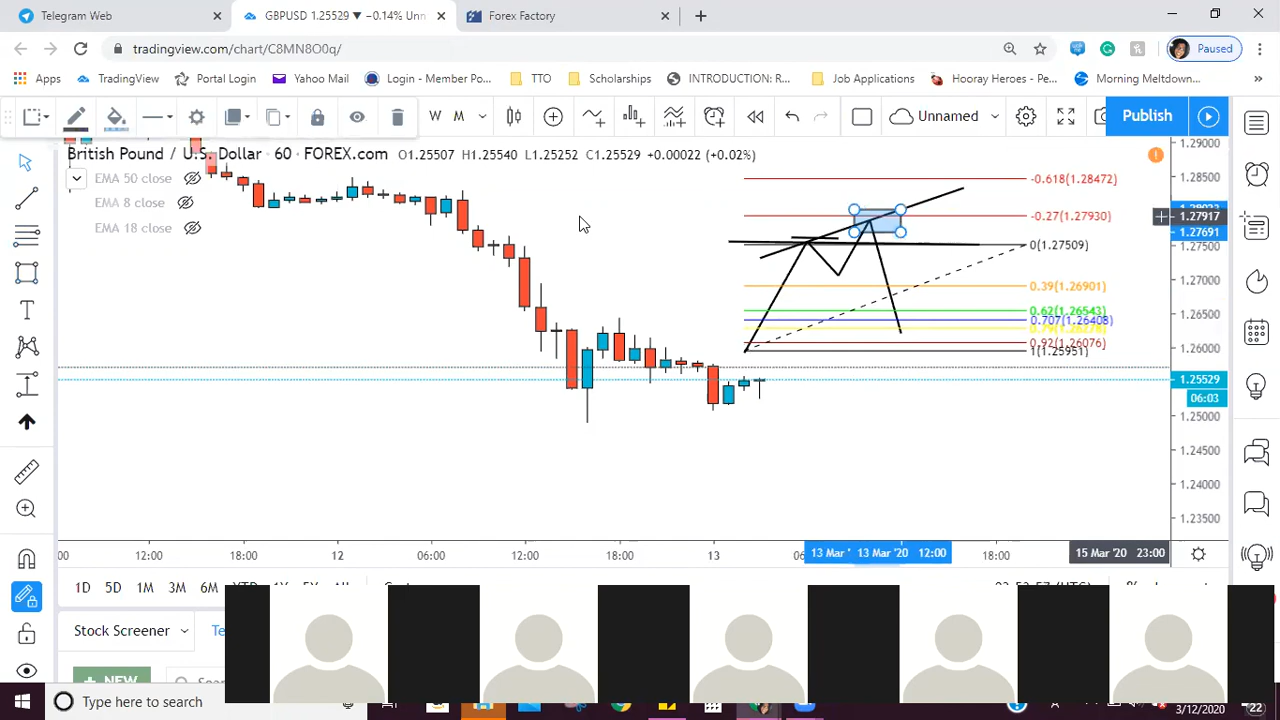 Telegram Web
GBPUSD 1.25529 ▼ −0.14% Unn
Forex Factory
tradingview.com/chart/C8MN8O0q/
Paused
Apps
TradingView
Portal Login
Yahoo Mail
Login - Member Po...
TTO
Scholarships
INTRODUCTION: R...
Job Applications
Hooray Heroes - Pe...
Morning Meltdown...
»
W
M
Unnamed
Publish
British Pound / U.S. Dollar · 60 · FOREX.com
O1.25507 H1.25540 L1.25252 C1.25529 +0.00022 (+0.02%)
EMA 50 close
EMA 8 close
EMA 18 close
-0.618(1.28472)
-0.27(1.27930)
0(1.27509)
0.39(1.26901)
0.62(1.26543)
0.707(1.26408)
0.92(1.26076)
1(1.25951)
1.29000
1.28500
1.27917
1.27691
1.27500
1.27000
1.26500
1.26000
1.25529
06:03
1.25000
1.24500
1.24000
1.23500
:00
12:00
18:00
12
06:00
12:00
18:00
13
13 Mar '
13 Mar '20 12:00
18:00
15 Mar '20 23:00
1D
5D
1M
3M
6M
Stock Screener
Te
NEW
Type here to search
3/12/2020
22